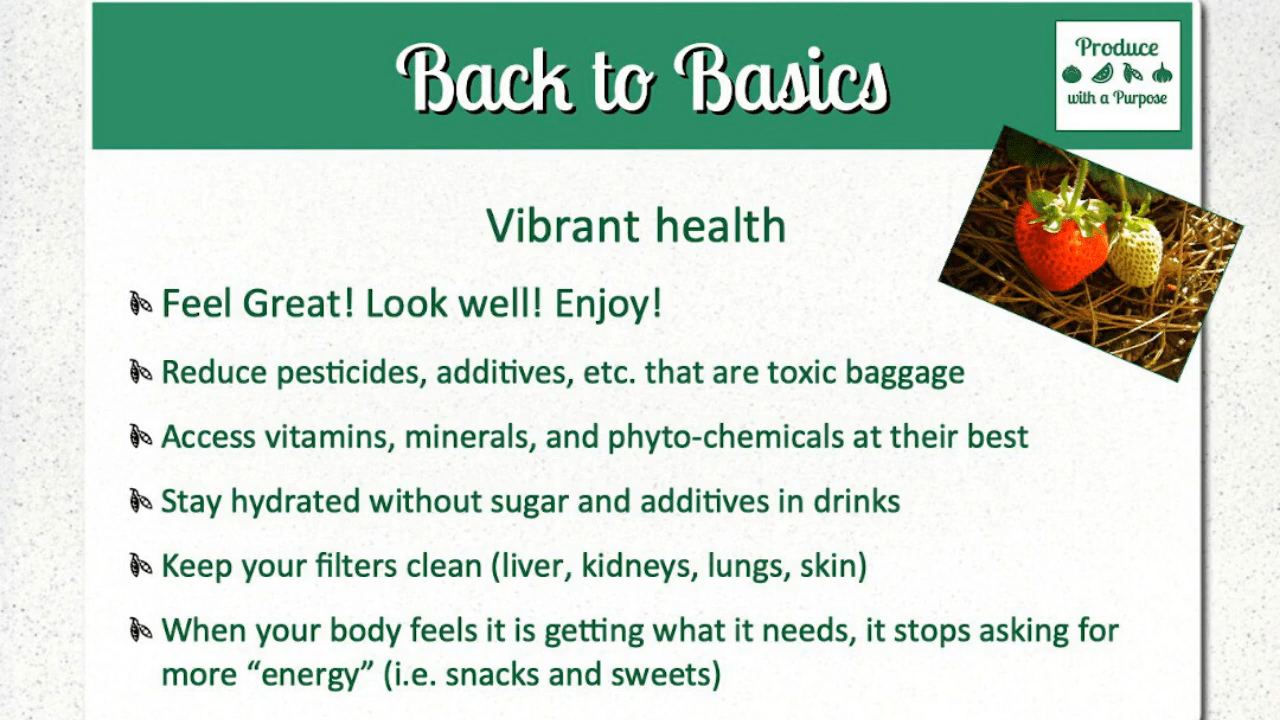 Back to Basics
Produce
with a Purpose
Vibrant health
Feel Great! Look well! Enjoy!
Reduce pesticides, additives, etc. that are toxic baggage
Access vitamins, minerals, and phyto-chemicals at their best
Stay hydrated without sugar and additives in drinks
Keep your filters clean (liver, kidneys, lungs, skin)
When your body feels it is getting what it needs, it stops asking for
more “energy” (i.e. snacks and sweets)